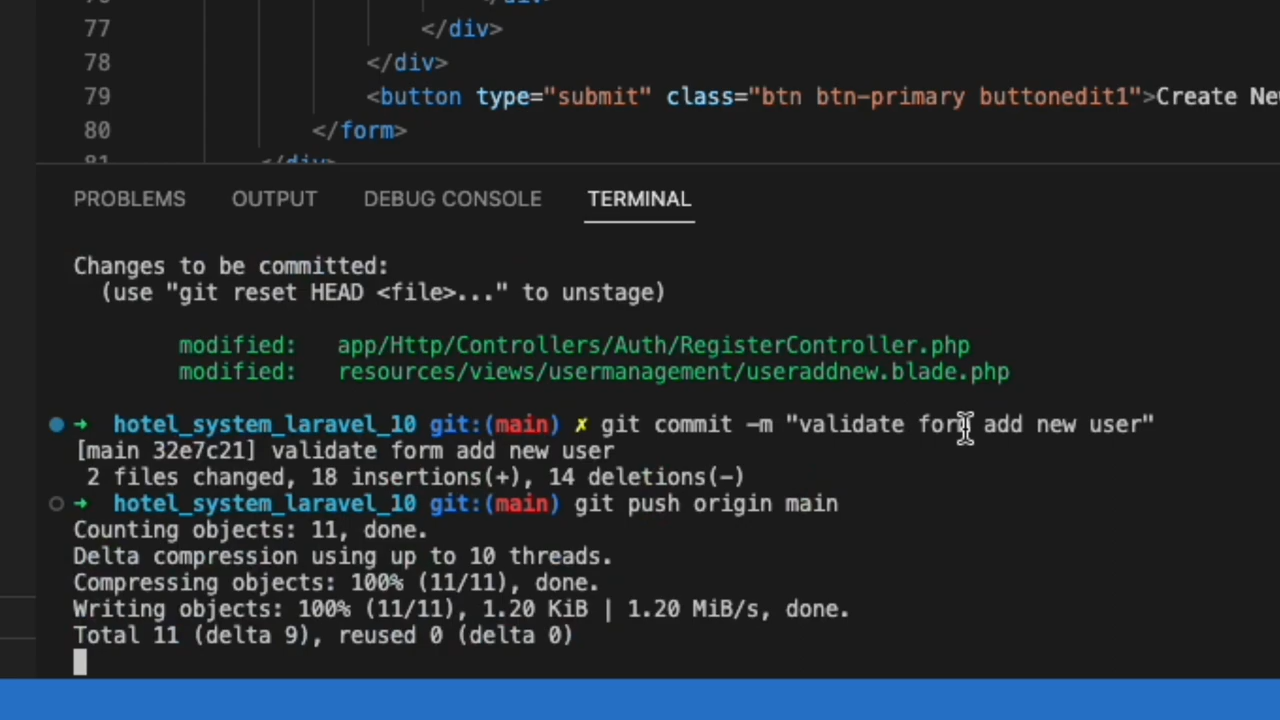 77 </div>
78 </div>
79 <button type="submit" class="btn btn-primary buttonedit1">Create
80 </form>
81 </div>
PROBLEMS OUTPUT DEBUG CONSOLE TERMINAL
Changes to be committed:
(use "git reset HEAD <file>..." to unstage)
modified: app/Http/Controllers/Auth/RegisterController.php
modified: resources/views/usermanagement/useraddnew.blade.php
➜ hotel_system_laravel_10 git:(main) ✗ git commit -m "validate form add new user"
[main 32e7c21] validate form add new user
2 files changed, 18 insertions(+), 14 deletions(-)
➜ hotel_system_laravel_10 git:(main) git push origin main
Counting objects: 11, done.
Delta compression using up to 10 threads.
Compressing objects: 100% (11/11), done.
Writing objects: 100% (11/11), 1.20 KiB | 1.20 MiB/s, done.
Total 11 (delta 9), reused 0 (delta 0)